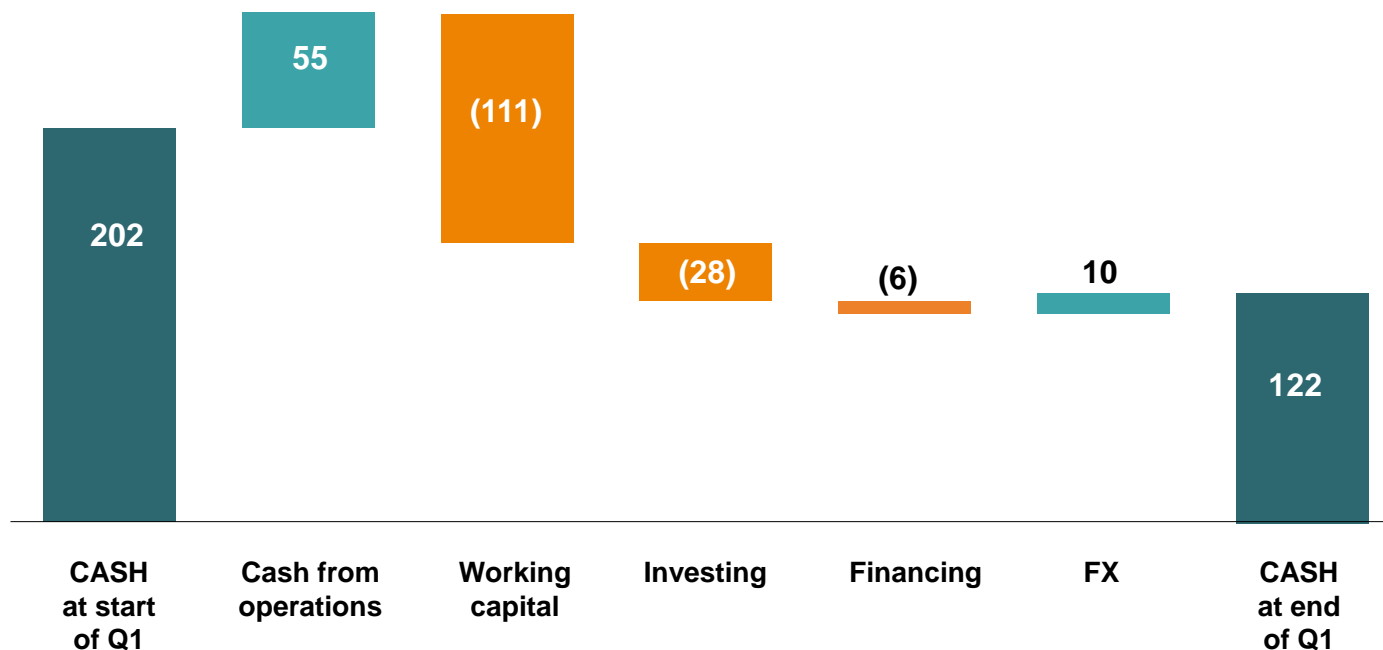 55
(111)
202
(28)
(6)
10
122
CASH
at start
of Q1
Cash from
operations
Working
capital
Investing
Financing
FX
CASH
at end
of Q1